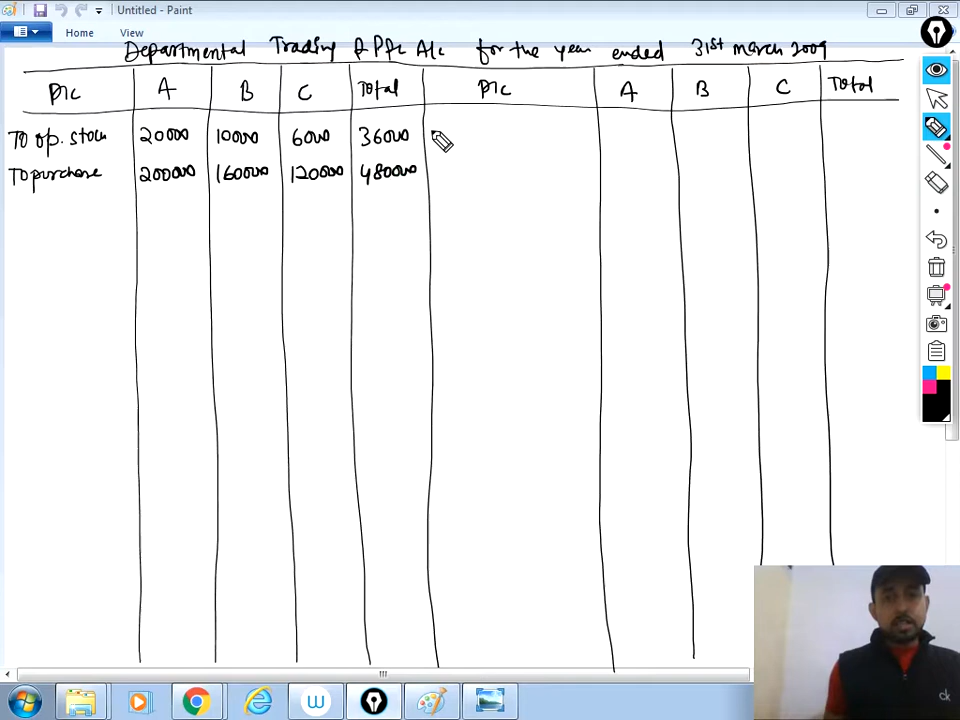 Untitled - Paint
Home View
Departmental Trading & P&L A/c for the year ended 31st march 2009
P/c A B C Total P/c A B C Total
To op. stock 20000 10000 6000 36000
To purchase 200000 160000 120000 480000
W
ck